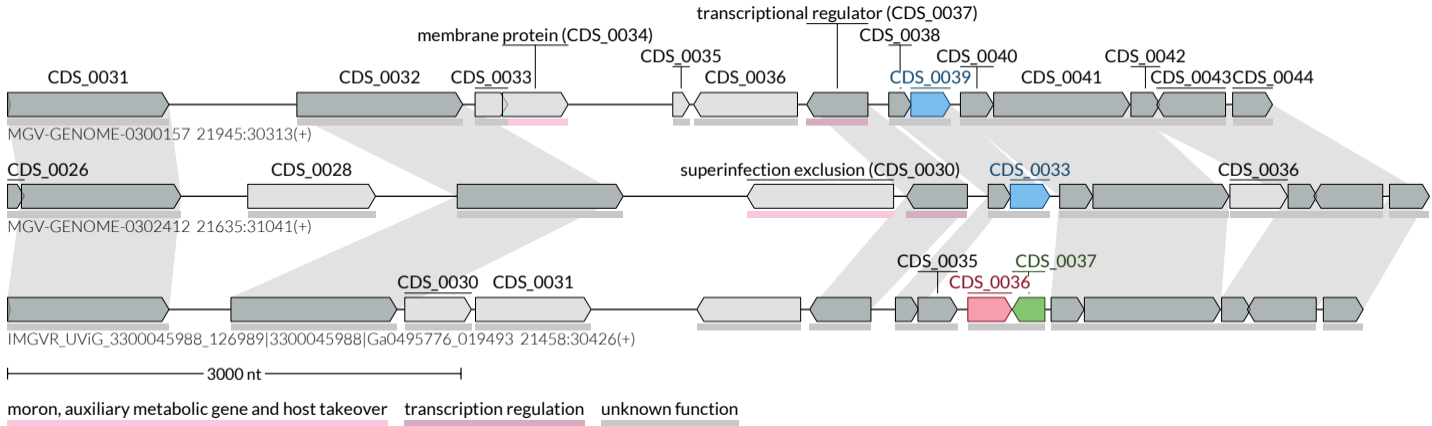 transcriptional regulator (CDS_0037)
membrane protein (CDS_0034) CDS_0038
CDS_0035 CDS_0040 CDS_0042
CDS_0031 CDS_0032 CDS_0033 CDS_0036 CDS_0039 CDS_0041 CDS_0043 CDS_0044
MGV-GENOME-0300157 21945:30313(+)
CDS_0026 CDS_0028 superinfection exclusion (CDS_0030) CDS_0033 CDS_0036
MGV-GENOME-0302412 21635:31041(+)
CDS_0035 CDS_0037
CDS_0030 CDS_0031 CDS_0036
IMGVR_UViG_3300045988_126989|3300045988|Ga0495776_019493 21458:30426(+)
3000 nt
moron, auxiliary metabolic gene and host takeover transcription regulation unknown function